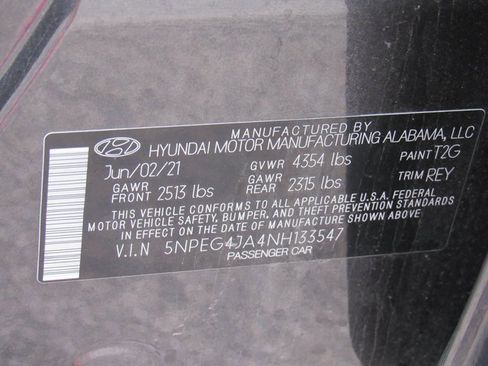 MANUFACTURED BY
HYUNDAI MOTOR MANUFACTURING ALABAMA, LLC
Jun/02/21 GVWR 4354 lbs PAINT T2G
GAWR FRONT 2513 lbs GAWR REAR 2315 lbs TRIM REY
THIS VEHICLE CONFORMS TO ALL APPLICABLE U.S.A. FEDERAL
MOTOR VEHICLE SAFETY, BUMPER, AND THEFT PREVENTION STANDARDS
IN EFFECT ON THE DATE OF MANUFACTURE SHOWN ABOVE.
V.I.N 5NPEG4JA4NH133547
PASSENGER CAR